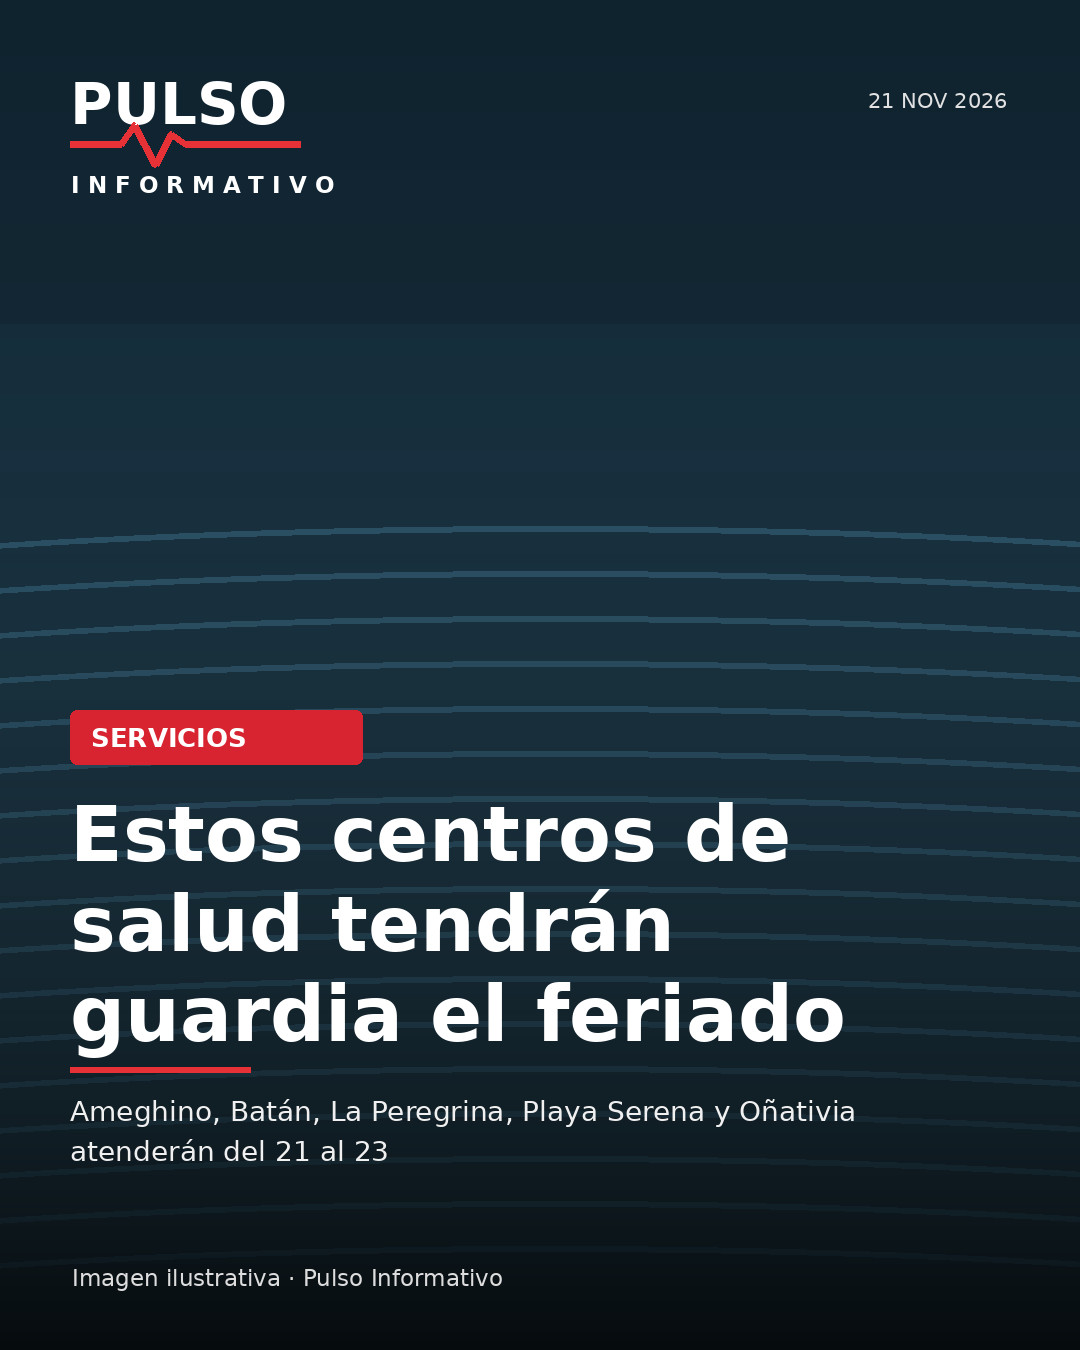 PULSO
INFORMATIVO
21 NOV 2026
SERVICIOS
Estos centros de
salud tendrán
guardia el feriado
Ameghino, Batán, La Peregrina, Playa Serena y Oñativia
atenderán del 21 al 23
Imagen ilustrativa · Pulso Informativo